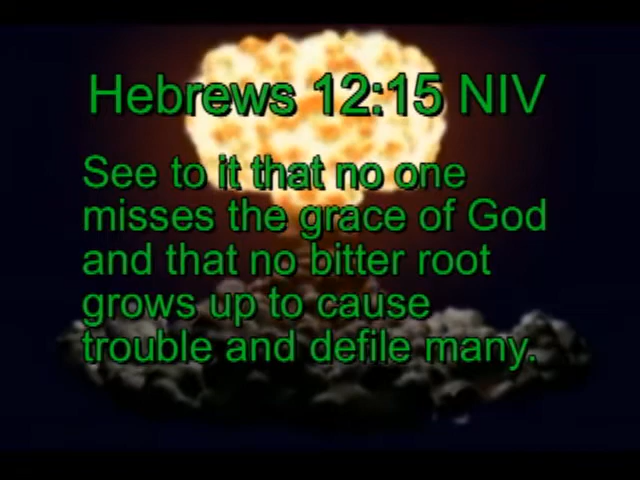 Hebrews 12:15 NIV
See to it that no one
misses the grace of God
and that no bitter root
grows up to cause
trouble and defile many.